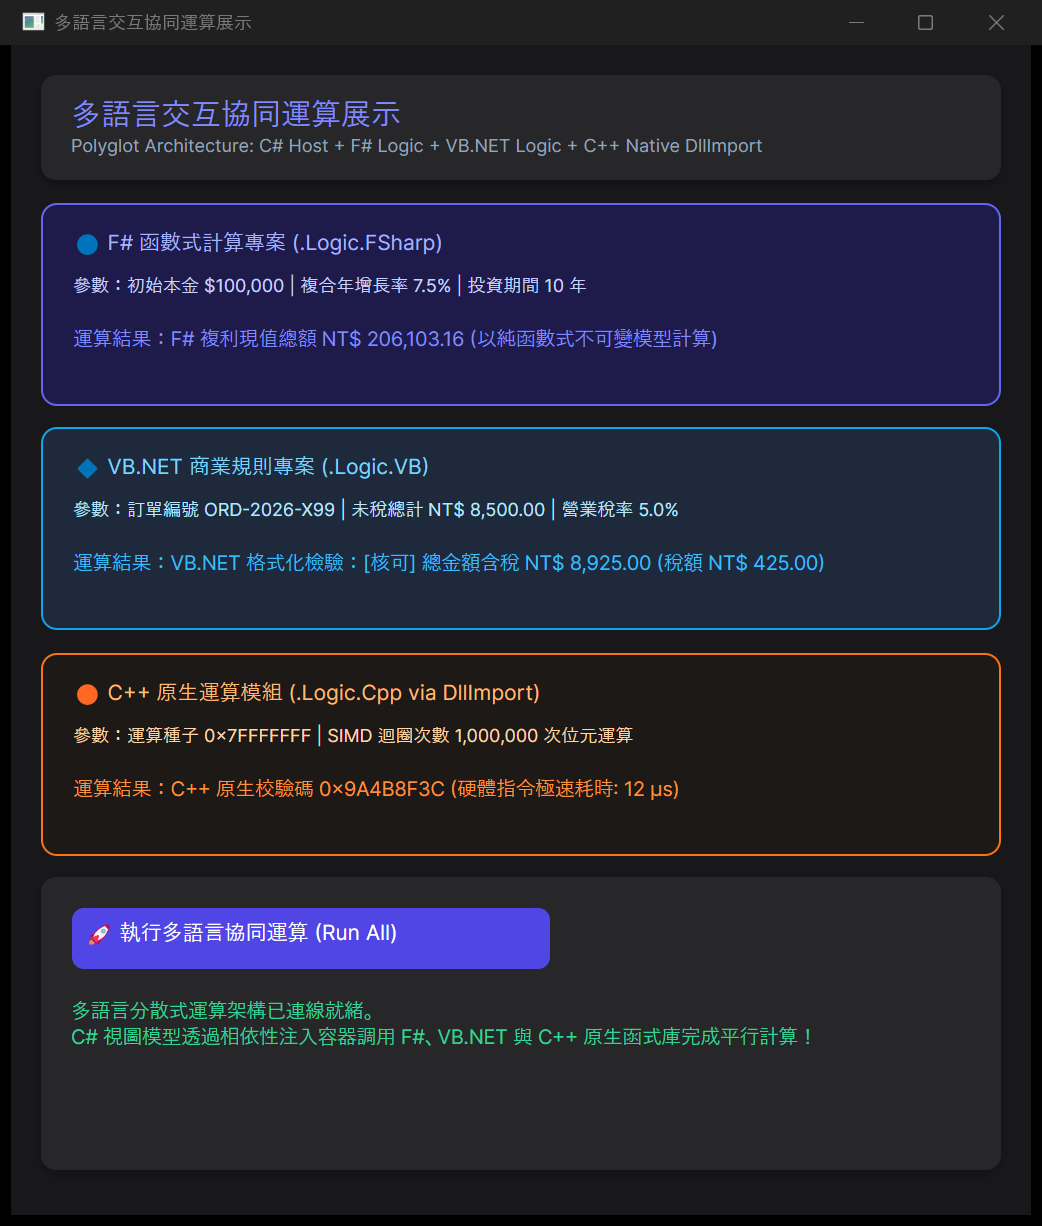 多語言交互協同運算展示
多語言交互協同運算展示
Polyglot Architecture: C# Host + F# Logic + VB.NET Logic + C++ Native DllImport
F# 函數式計算專案 (.Logic.FSharp)
參數：初始本金 $100,000 | 複合年增長率 7.5% | 投資期間 10 年
運算結果：F# 複利現值總額 NT$ 206,103.16 (以純函數式不可變模型計算)
VB.NET 商業規則專案 (.Logic.VB)
參數：訂單編號 ORD-2026-X99 | 未稅總計 NT$ 8,500.00 | 營業稅率 5.0%
運算結果：VB.NET 格式化檢驗：[核可] 總金額含稅 NT$ 8,925.00 (稅額 NT$ 425.00)
C++ 原生運算模組 (.Logic.Cpp via DllImport)
參數：運算種子 0×7FFFFFFF | SIMD 迴圈次數 1,000,000 次位元運算
運算結果：C++ 原生校驗碼 0×9A4B8F3C (硬體指令極速耗時: 12 μs)
🚀 執行多語言協同運算 (Run All)
多語言分散式運算架構已連線就緒。
C# 視圖模型透過相依性注入容器調用 F#、VB.NET 與 C++ 原生函式庫完成平行計算！